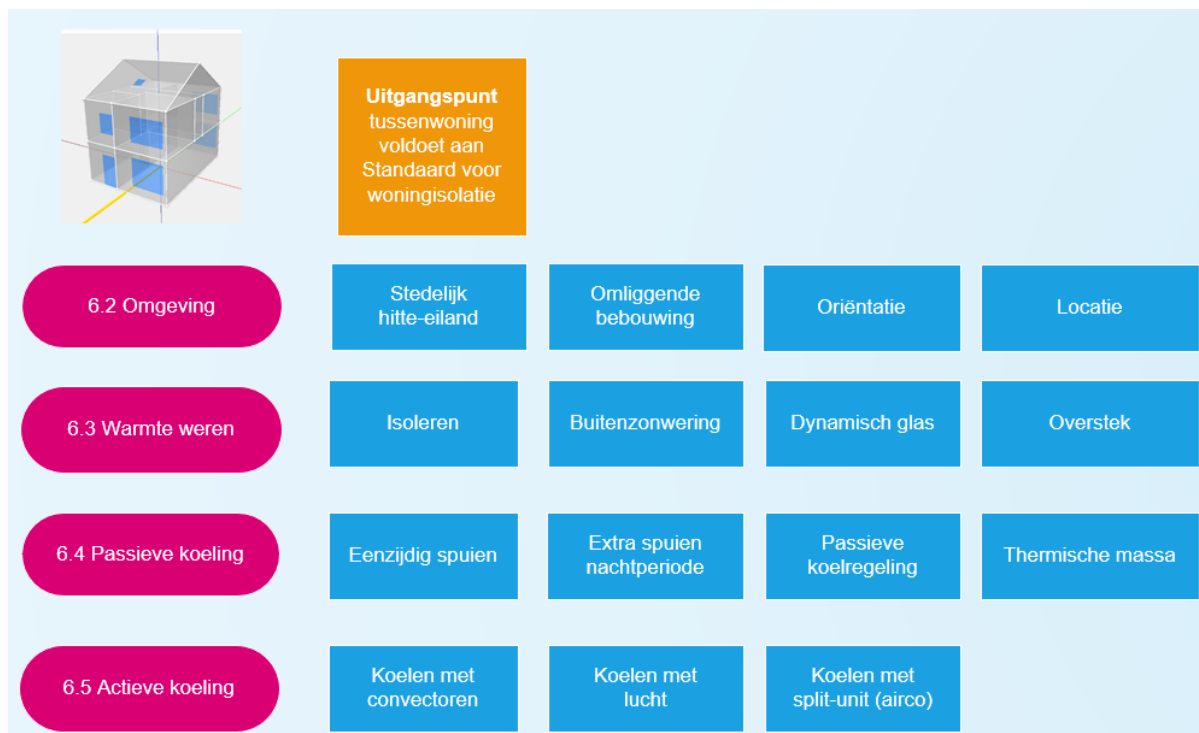 Uitgangspunt
tussenwoning
voldoet aan
Standaard voor
woningisolatie
6.2 Omgeving
Stedelijk
hitte-eiland
Omliggende
bebouwing
Oriëntatie
Locatie
6.3 Warmte weren
Isoleren
Buitenzonwering
Dynamisch glas
Overstek
6.4 Passieve koeling
Eenzijdig spuien
Extra spuien
nachtperiode
Passieve
koelregeling
Thermische massa
6.5 Actieve koeling
Koelen met
convectoren
Koelen met
lucht
Koelen met
split-unit (airco)